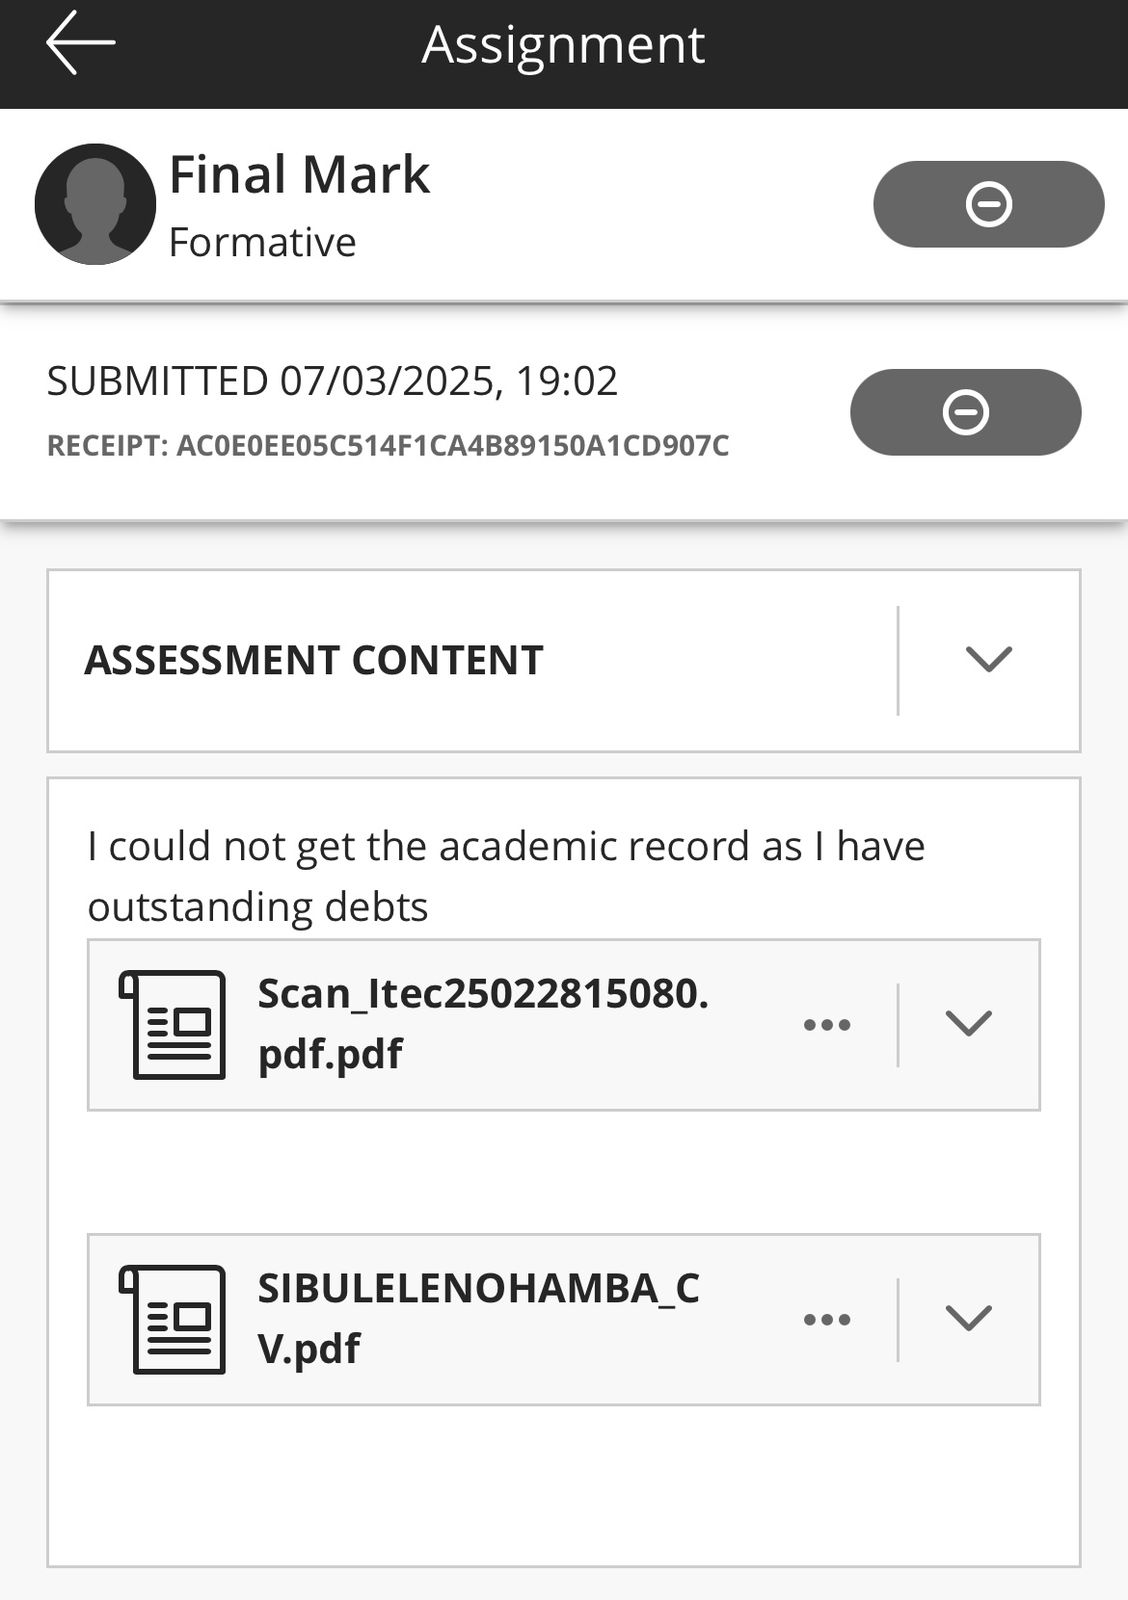 Assignment
Final Mark
Formative
SUBMITTED 07/03/2025, 19:02
RECEIPT: AC0E0EE05C514F1CA4B89150A1CD907C
ASSESSMENT CONTENT
I could not get the academic record as I have
outstanding debts
Scan_Itec25022815080.
pdf.pdf
SIBULELENOHAMBA_C
V.pdf